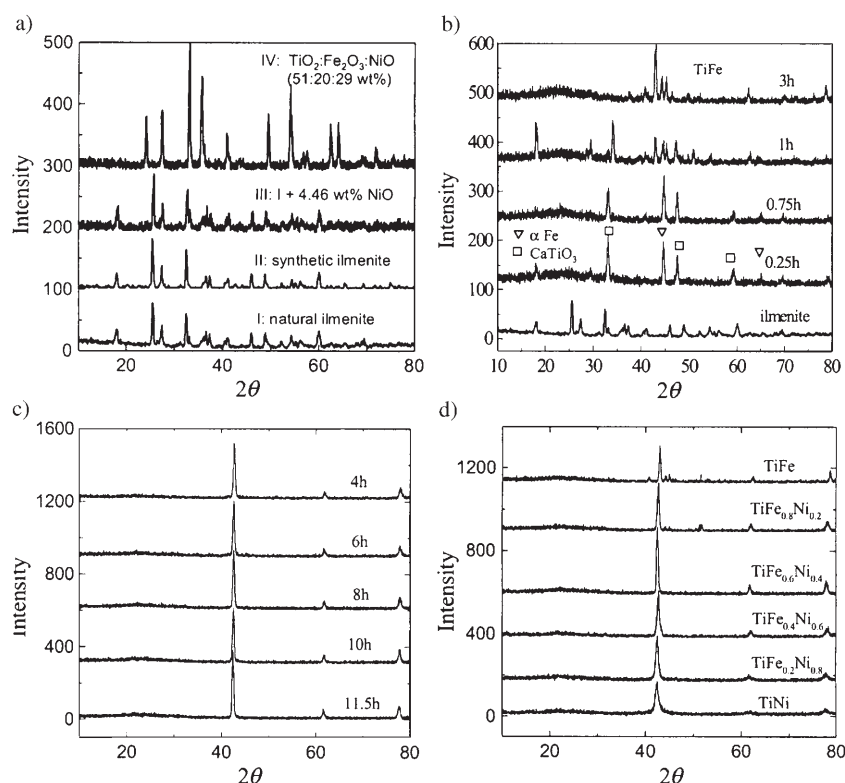 a)
500
400
300
200
100
0
Intensity
20
40
60
80
2θ
IV: TiO₂:Fe₂O₃:NiO
(51:20:29 wt%)
III: I + 4.46 wt% NiO
II: synthetic ilmenite
I: natural ilmenite
b)
600
500
400
300
200
100
0
Intensity
10
20
30
40
50
60
70
80
2θ
TiFe
3h
1h
0.75h
▽ α Fe
□ CaTiO₃
0.25h
ilmenite
c)
1600
1200
800
400
0
Intensity
20
40
60
80
2θ
4h
6h
8h
10h
11.5h
d)
1200
900
600
400
200
0
Intensity
20
40
60
80
2θ
TiFe
TiFe₀.₈Ni₀.₂
TiFe₀.₆Ni₀.₄
TiFe₀.₄Ni₀.₆
TiFe₀.₂Ni₀.₈
TiNi